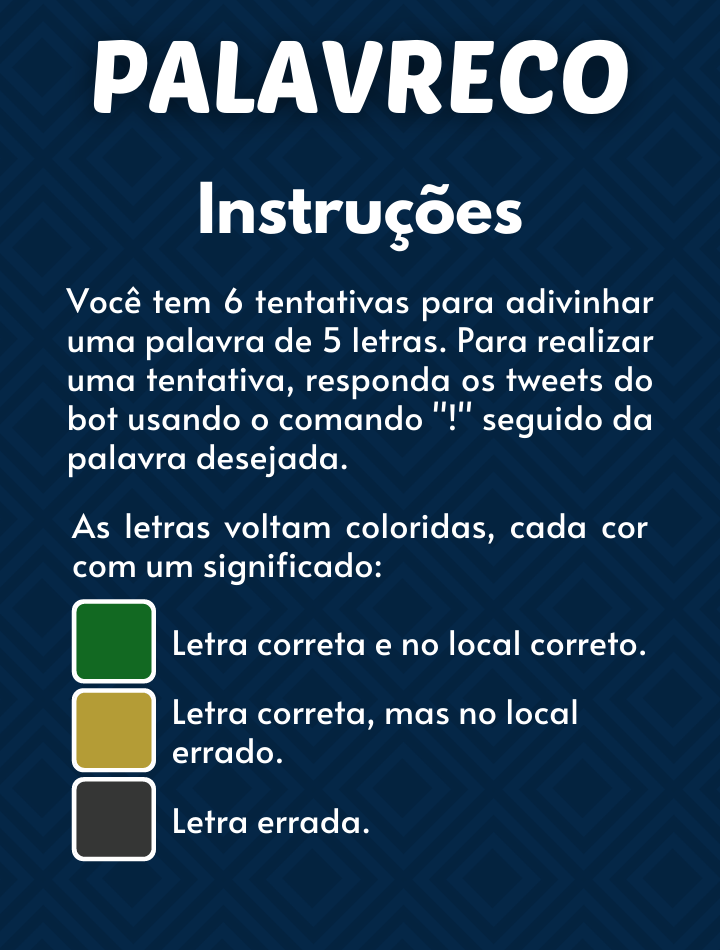 PALAVRECO
Instruções
Você tem 6 tentativas para adivinhar
uma palavra de 5 letras. Para realizar
uma tentativa, responda os tweets do
bot usando o comando "!" seguido da
palavra desejada.
As letras voltam coloridas, cada cor
com um significado:
Letra correta e no local correto.
Letra correta, mas no local
errado.
Letra errada.